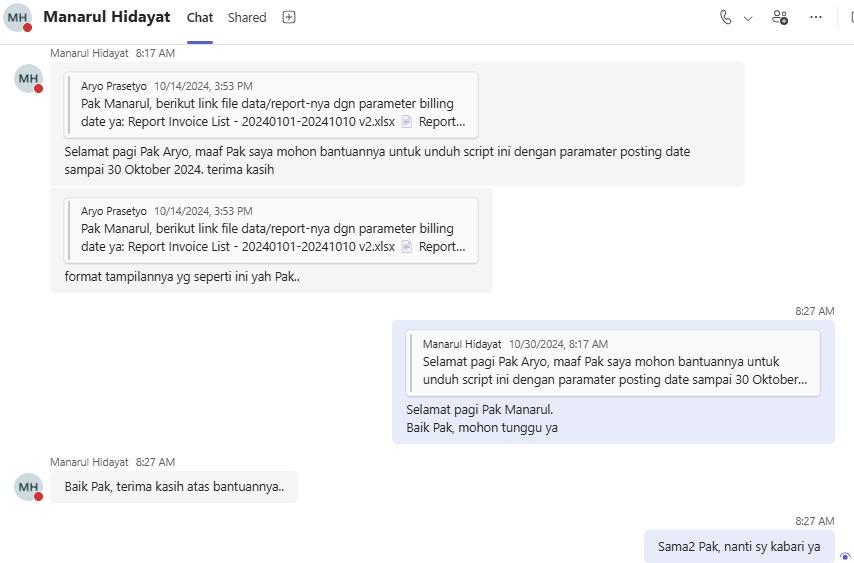 MH
Manarul Hidayat
Chat
Shared
Manarul Hidayat 8:17 AM
MH
Aryo Prasetyo 10/14/2024, 3:53 PM
Pak Manarul, berikut link file data/report-nya dgn parameter billing
date ya: Report Invoice List - 20240101-20241010 v2.xlsx Report...
Selamat pagi Pak Aryo, maaf Pak saya mohon bantuannya untuk unduh script ini dengan paramater posting date
sampai 30 Oktober 2024. terima kasih
Aryo Prasetyo 10/14/2024, 3:53 PM
Pak Manarul, berikut link file data/report-nya dgn parameter billing
date ya: Report Invoice List - 20240101-20241010 v2.xlsx Report...
format tampilannya yg seperti ini yah Pak..
8:27 AM
Manarul Hidayat 10/30/2024, 8:17 AM
Selamat pagi Pak Aryo, maaf Pak saya mohon bantuannya untuk
unduh script ini dengan paramater posting date sampai 30 Oktober...
Selamat pagi Pak Manarul.
Baik Pak, mohon tunggu ya
Manarul Hidayat 8:27 AM
MH
Baik Pak, terima kasih atas bantuannya..
8:27 AM
Sama2 Pak, nanti sy kabari ya